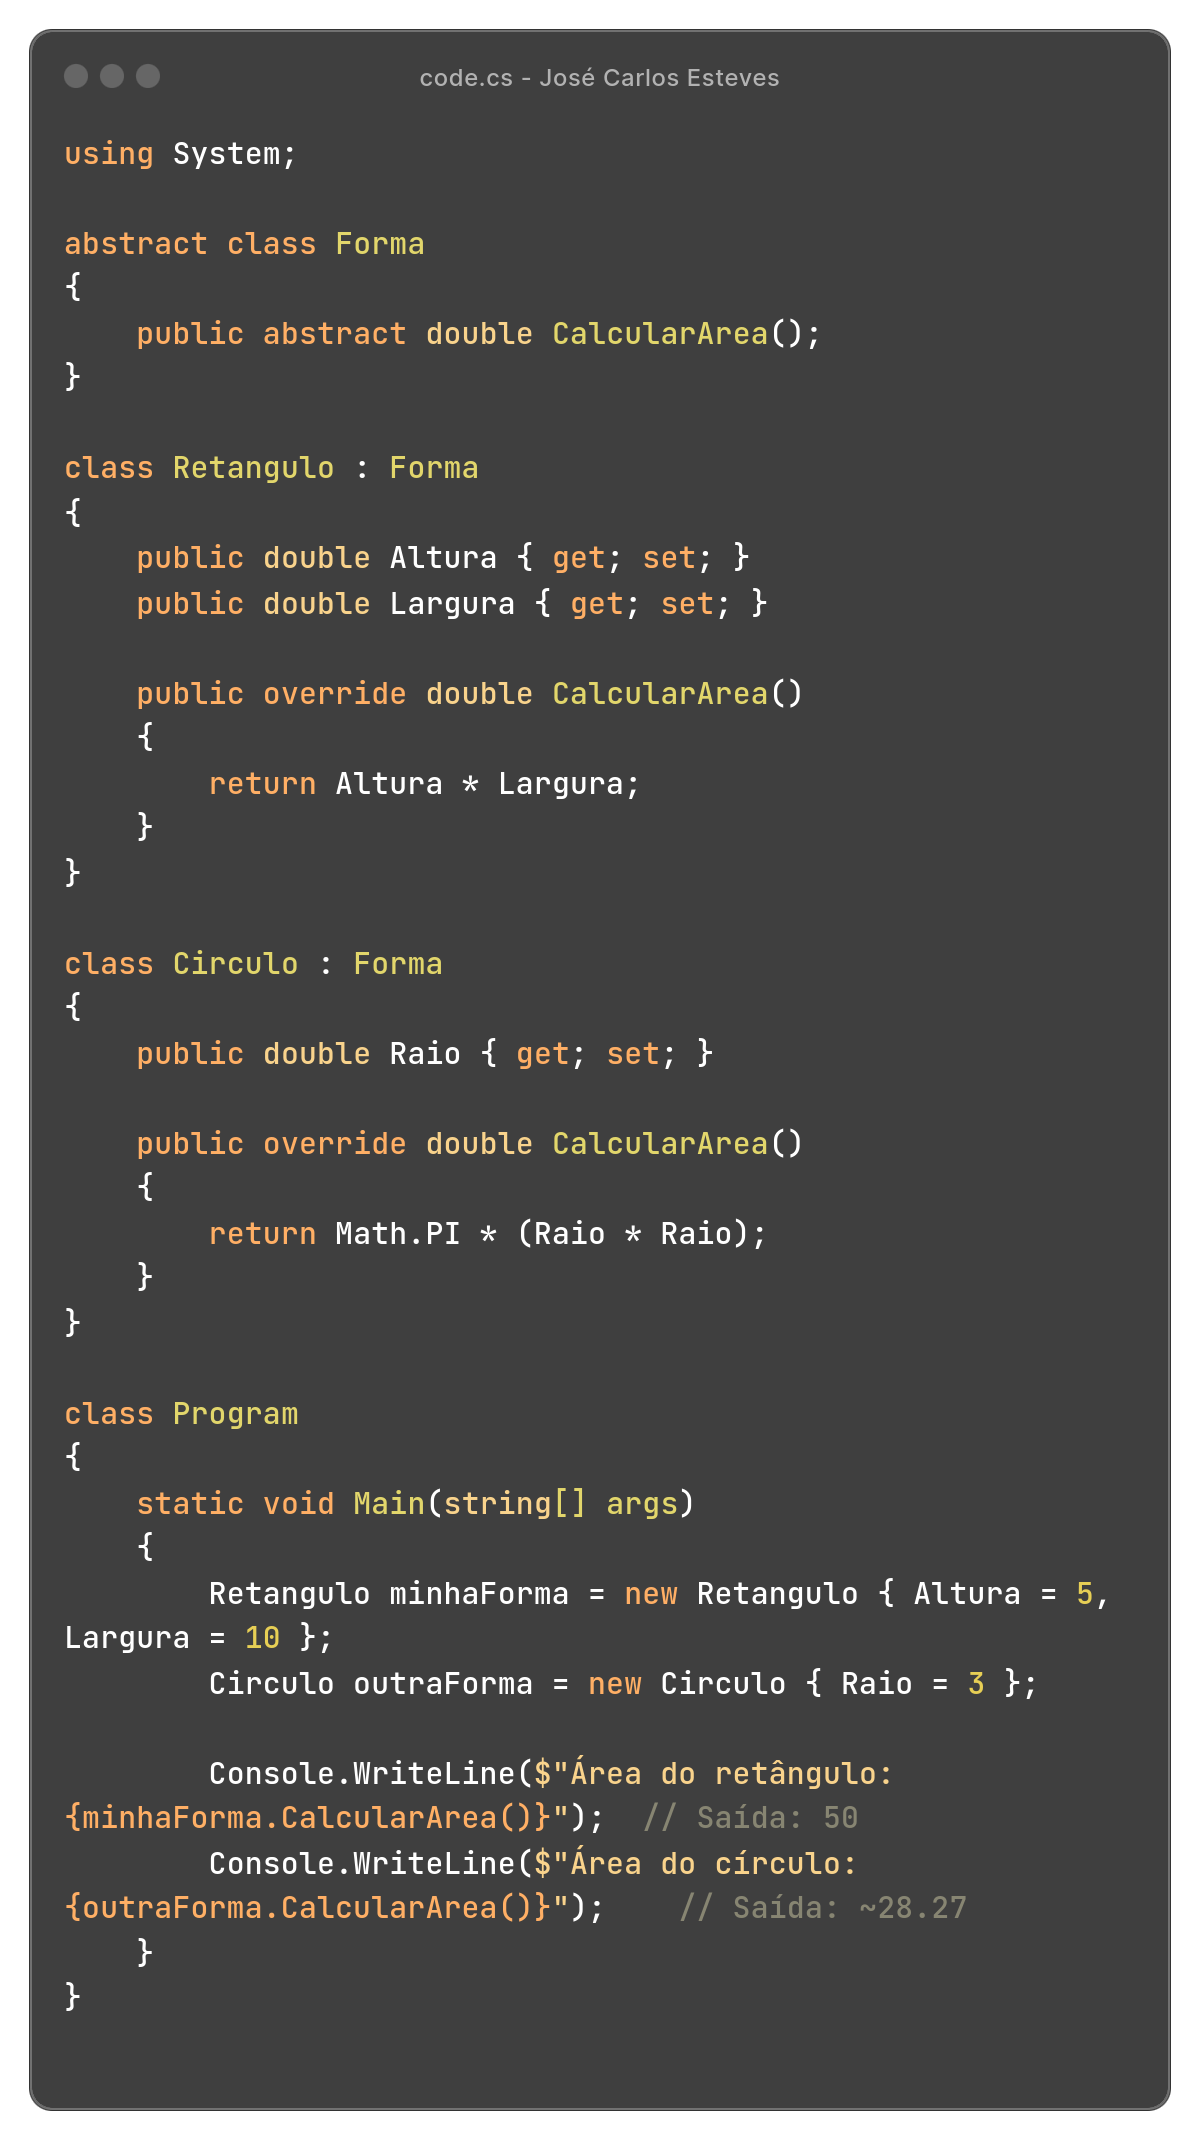 code.cs - José Carlos Esteves
using System;
abstract class Forma
{
    public abstract double CalcularArea();
}
class Retangulo : Forma
{
    public double Altura { get; set; }
    public double Largura { get; set; }
    public override double CalcularArea()
    {
        return Altura * Largura;
    }
}
class Circulo : Forma
{
    public double Raio { get; set; }
    public override double CalcularArea()
    {
        return Math.PI * (Raio * Raio);
    }
}
class Program
{
    static void Main(string[] args)
    {
        Retangulo minhaForma = new Retangulo { Altura = 5,
Largura = 10 };
        Circulo outraForma = new Circulo { Raio = 3 };
        Console.WriteLine($"Área do retângulo:
{minhaForma.CalcularArea()}");  // Saída: 50
        Console.WriteLine($"Área do círculo:
{outraForma.CalcularArea()}");    // Saída: ~28.27
    }
}